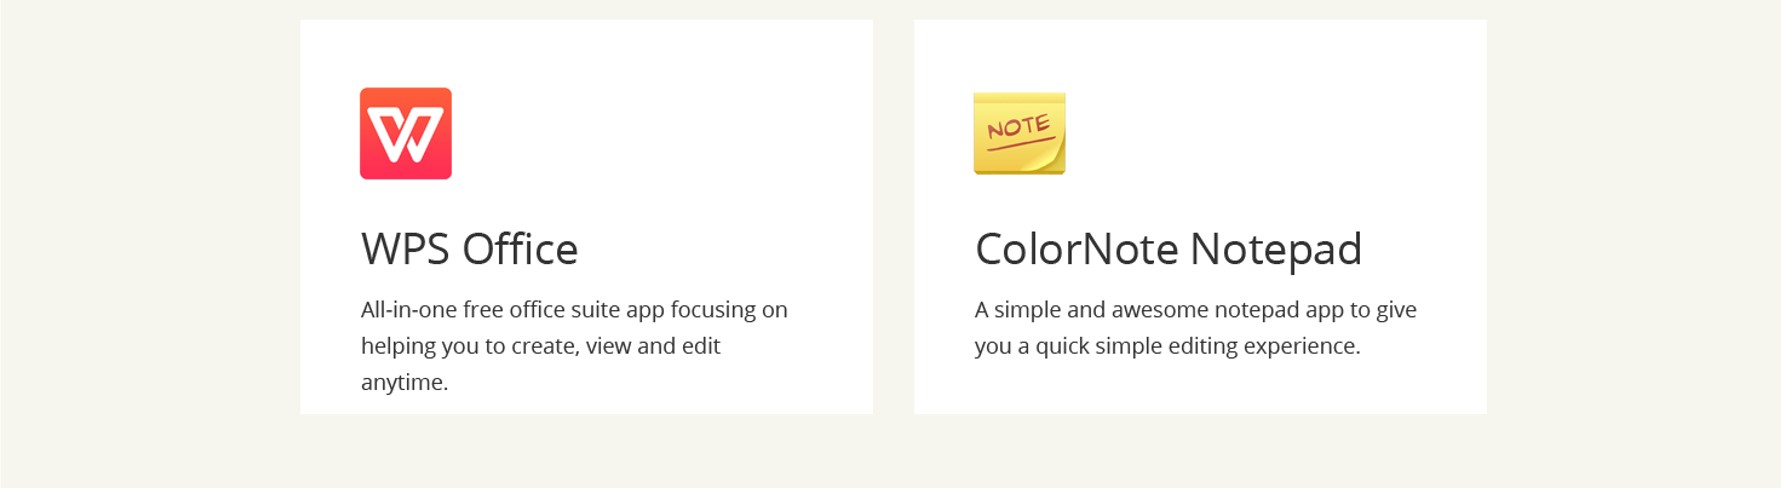 NOTE
WPS Office
All-in-one free office suite app focusing on
helping you to create, view and edit
anytime.
ColorNote Notepad
A simple and awesome notepad app to give
you a quick simple editing experience.